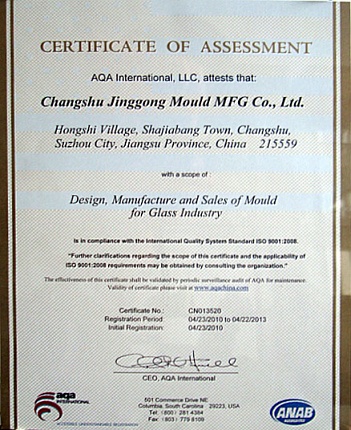 CERTIFICATE OF ASSESSMENT
AQA International, LLC, attests that:
Changshu Jinggong Mould MFG Co., Ltd.
Hongshi Village, Shajiabang Town, Changshu,
Suzhou City, Jiangsu Province, China 215559
with a scope of :
Design, Manufacture and Sales of Mould
for Glass Industry
Is in compliance with the International Quality System Standard ISO 9001:2008.
"Further clarifications regarding the scope of this certificate and the applicability of
ISO 9001:2008 requirements may be obtained by consulting the organization."
The effectiveness of this certificate shall be validated by periodic surveillance audit of AQA for maintenance.
Validity of certificate please visit at www.aqachina.com
Certificate No.: CN013520
Registration Period: 04/23/2010 to 04/22/2013
Initial Registration: 04/23/2010
CEO, AQA International
aqa
INTERNATIONAL
501 Commerce Drive NE
Columbia, South Carolina - 29223, USA
Tel: (800) 281 4384
Fax: (803) 779 8109
ANAB
ACCREDITED